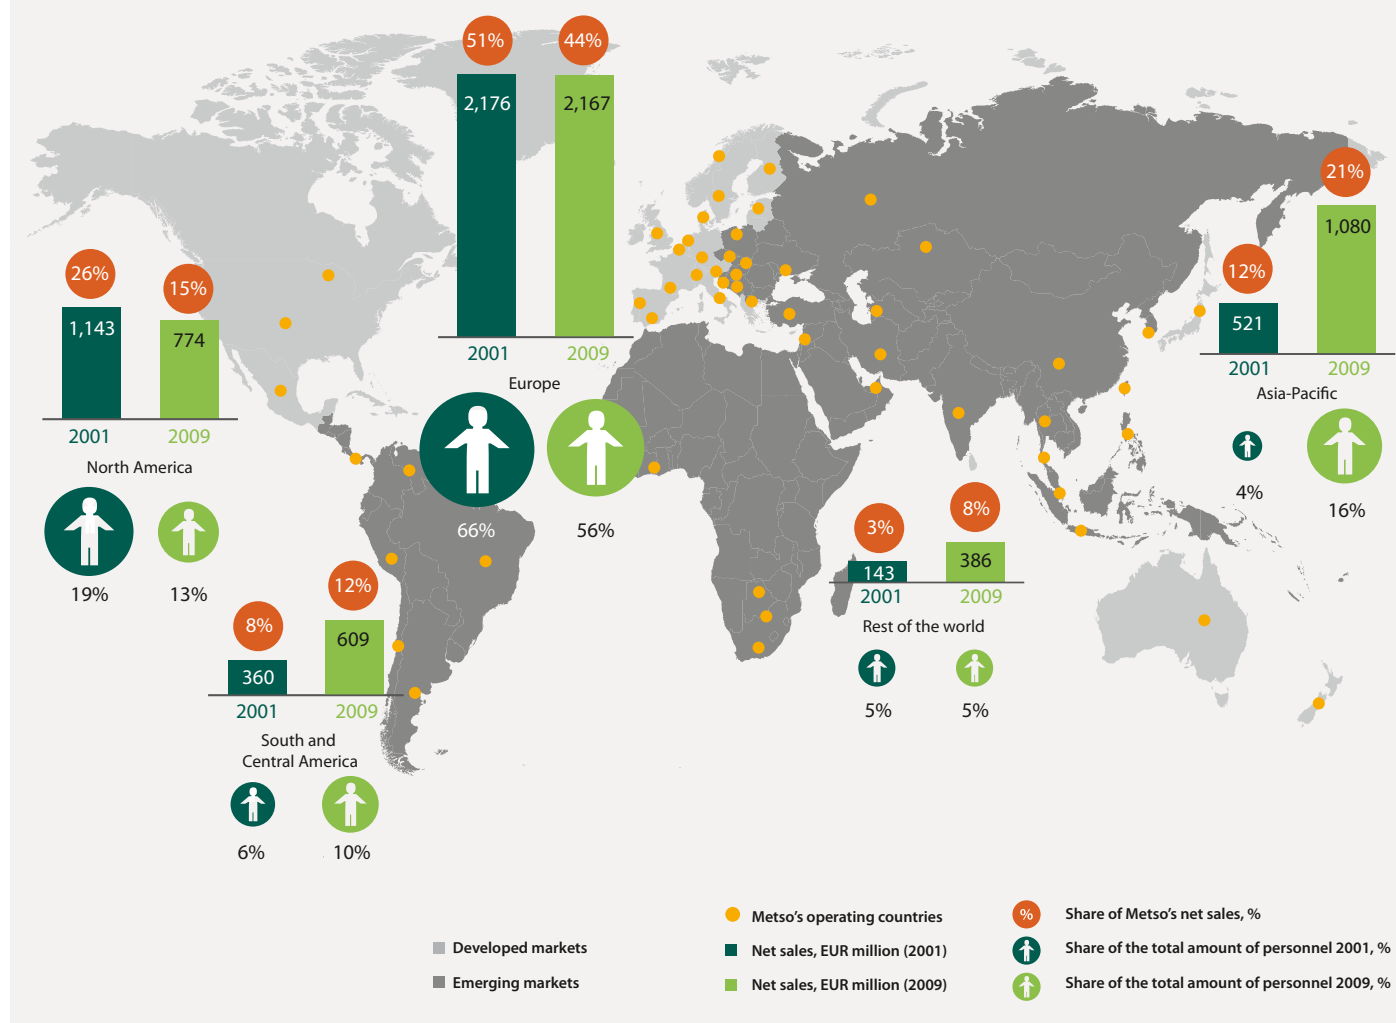 51%
44%
2,176
2,167
2001
2009
Europe
66%
56%
26%
15%
1,143
774
2001
2009
North America
19%
13%
8%
12%
360
609
2001
2009
South and
Central America
6%
10%
3%
8%
143
386
2001
2009
Rest of the world
5%
5%
12%
21%
521
1,080
2001
2009
Asia-Pacific
4%
16%
Developed markets
Emerging markets
Metso's operating countries
Net sales, EUR million (2001)
Net sales, EUR million (2009)
% Share of Metso's net sales, %
Share of the total amount of personnel 2001, %
Share of the total amount of personnel 2009, %